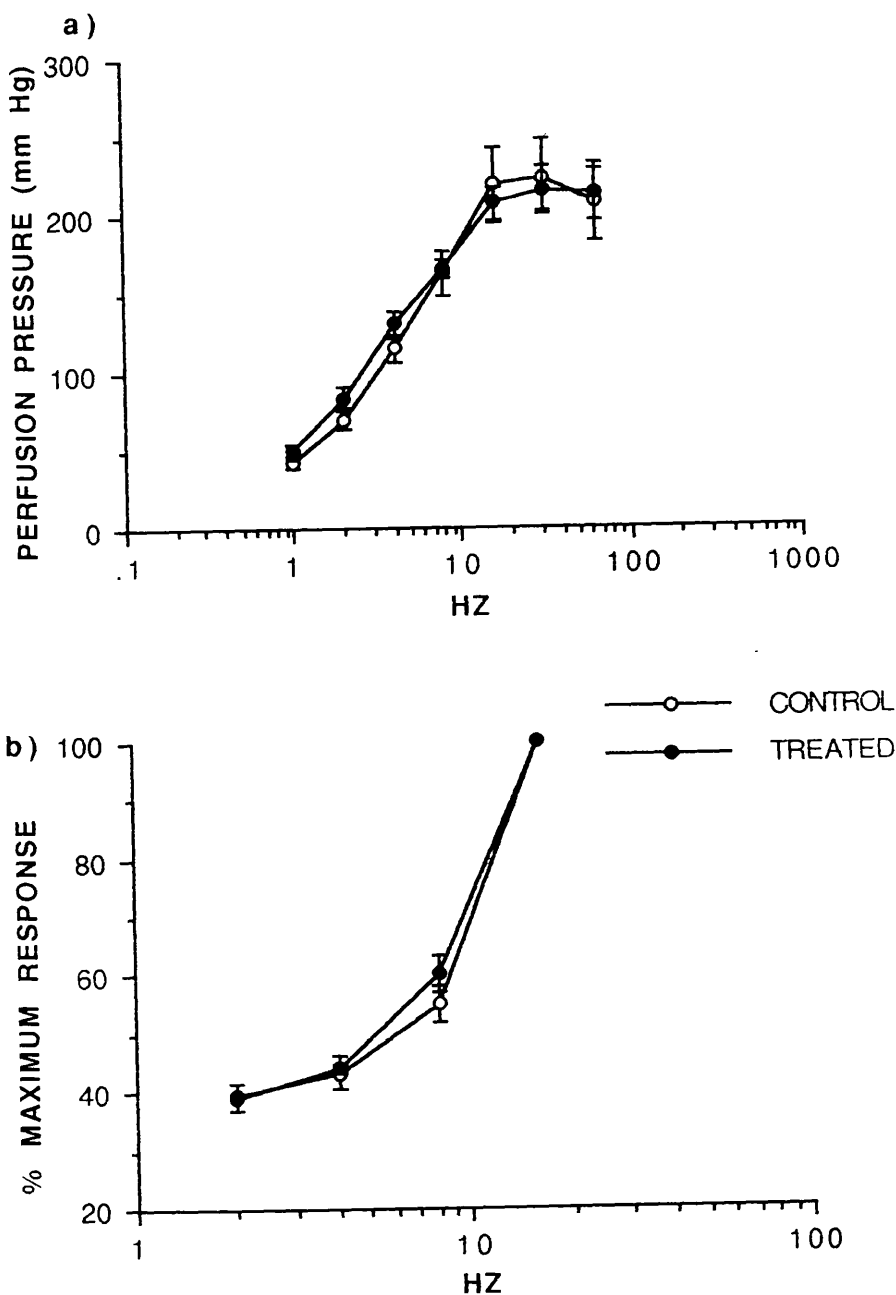 a)
PERFUSION PRESSURE (mm Hg)
300
200
100
0
.1 1 10 100 1000
HZ
CONTROL
TREATED
b)
% MAXIMUM RESPONSE
100
80
60
40
20
1 10 100
HZ